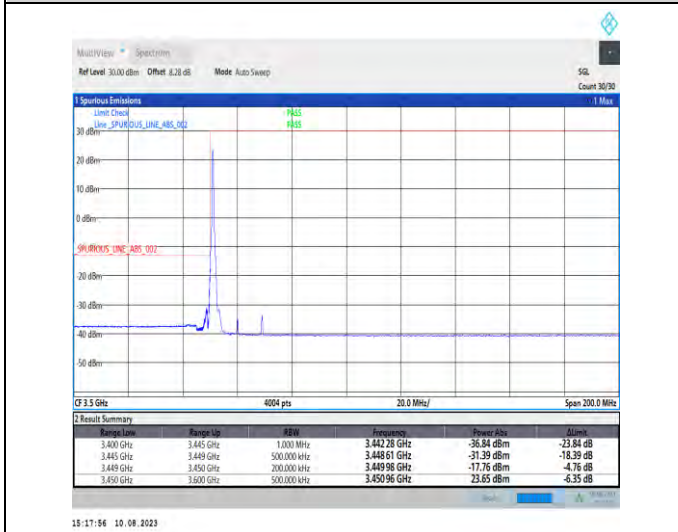 MultiView Spectrum
Ref Level 30.00 dBm Offset 8.28 dB Mode Auto Sweep SGL
Count 30/30
1 Spurious Emissions 1 Max
Limit Check PASS
Line _SPURIOUS_LINE_ABS_002 PASS
30 dBm
20 dBm
10 dBm
0 dBm
_SPURIOUS_LINE_ABS_002
-20 dBm
-30 dBm
-40 dBm
-50 dBm
CF 3.5 GHz 4004 pts 20.0 MHz/ Span 200.0 MHz
2 Result Summary
Range Low Range Up RBW Frequency Power Abs ΔLimit
3.400 GHz 3.445 GHz 1.000 MHz 3.442 28 GHz -36.84 dBm -23.84 dB
3.445 GHz 3.449 GHz 500.000 kHz 3.448 61 GHz -31.39 dBm -18.39 dB
3.449 GHz 3.450 GHz 200.000 kHz 3.449 98 GHz -17.76 dBm -4.76 dB
3.450 GHz 3.600 GHz 500.000 kHz 3.450 96 GHz 23.65 dBm -6.35 dB
15:17:56 10.08.2023